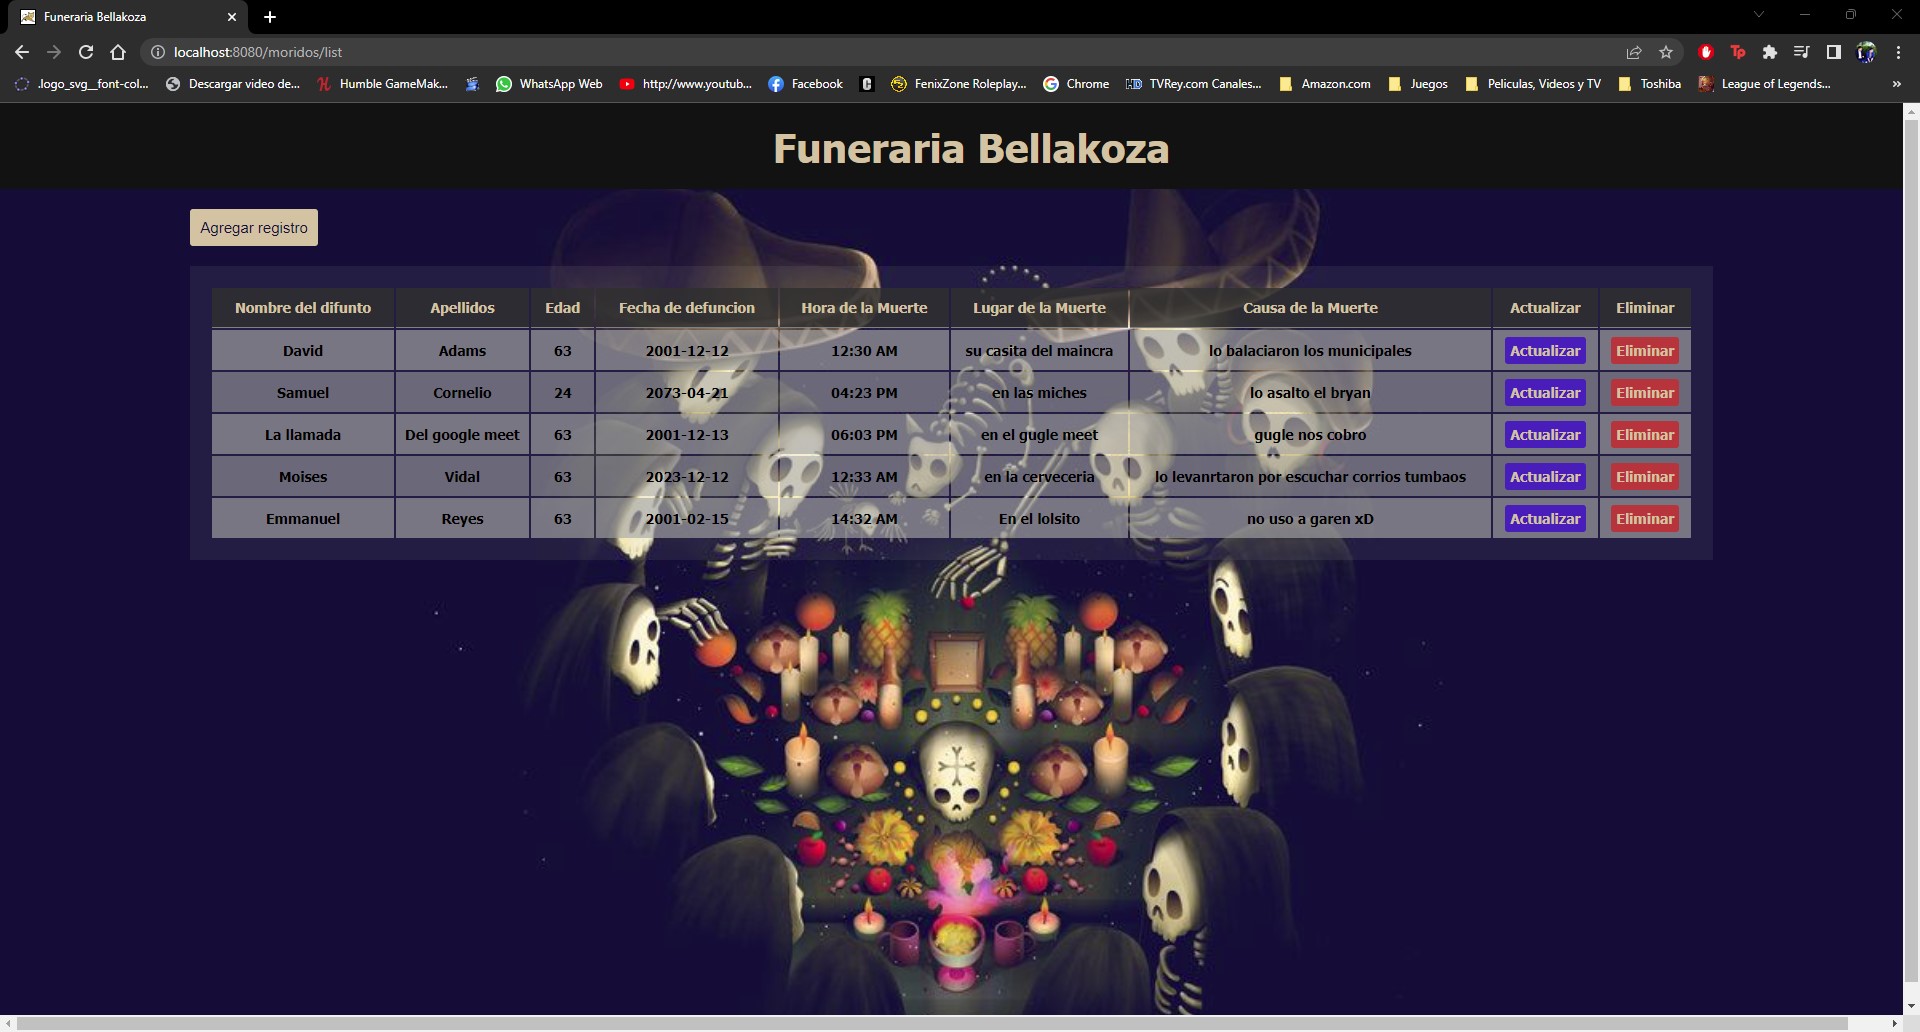 Funeraria Bellakoza
localhost:8080/moridos/list
.logo_svg__font-col... Descargar video de... Humble GameMak... WhatsApp Web http://www.youtub... Facebook FenixZone Roleplay... Chrome TVRey.com Canales... Amazon.com Juegos Peliculas, Videos y TV Toshiba League of Legends... »
Funeraria Bellakoza
Agregar registro
Nombre del difunto Apellidos Edad Fecha de defuncion Hora de la Muerte Lugar de la Muerte Causa de la Muerte Actualizar Eliminar
David Adams 63 2001-12-12 12:30 AM su casita del maincra lo balaciaron los municipales Actualizar Eliminar
Samuel Cornelio 24 2073-04-21 04:23 PM en las miches lo asalto el bryan Actualizar Eliminar
La llamada Del google meet 63 2001-12-13 06:03 PM en el gugle meet gugle nos cobro Actualizar Eliminar
Moises Vidal 63 2023-12-12 12:33 AM en la cerveceria lo levanrtaron por escuchar corrios tumbaos Actualizar Eliminar
Emmanuel Reyes 63 2001-02-15 14:32 AM En el lolsito no uso a garen xD Actualizar Eliminar